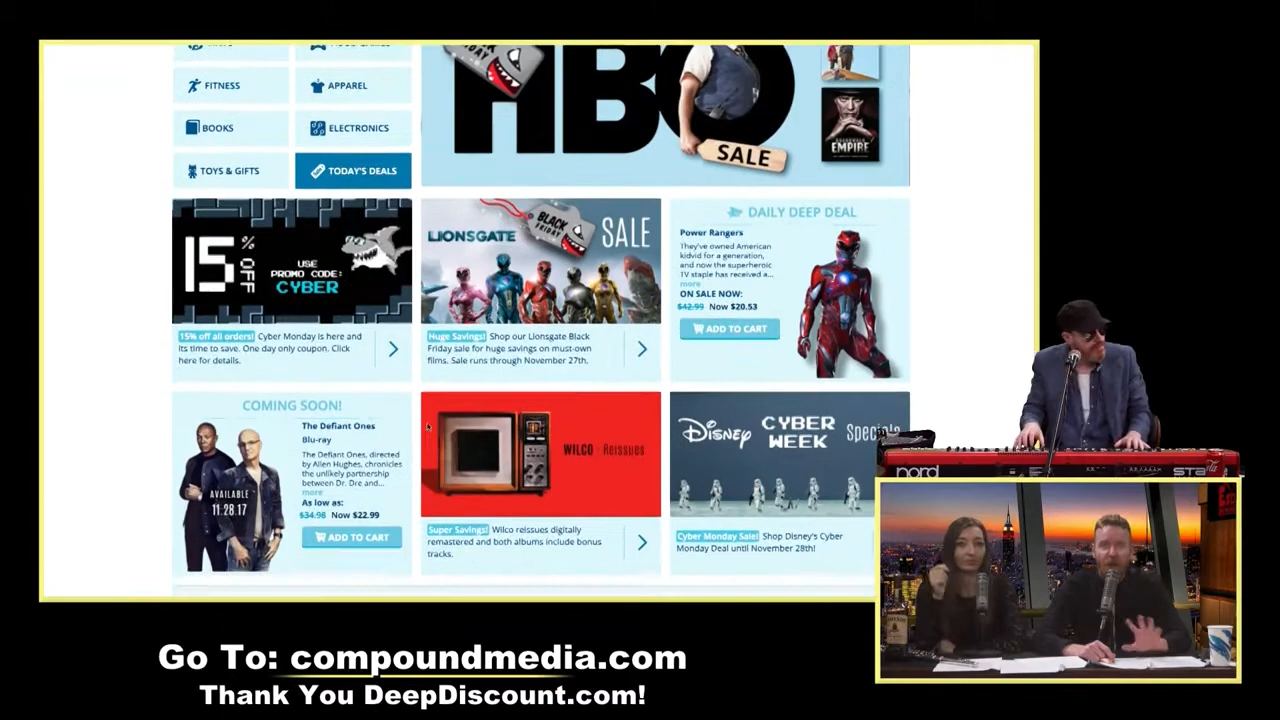 HBO
SALE
BOARDWALK
EMPIRE
FITNESS
APPAREL
BOOKS
ELECTRONICS
TOYS & GIFTS
TODAY'S DEALS
15% OFF
USE
PROMO CODE:
CYBER
15% off all orders! Cyber Monday is here and
its time to save. One day only coupon. Click
here for details.
LIONSGATE
BLACK
FRIDAY
SALE
Huge Savings! Shop our Lionsgate Black
Friday sale for huge savings on must-own
films. Sale runs through November 27th.
DAILY DEEP DEAL
Power Rangers
They've owned American
kidvid for a generation,
and now the superheroic
TV staple has received a...
more
ON SALE NOW:
$42.99 Now $20.53
ADD TO CART
COMING SOON!
The Defiant Ones
Blu-ray
The Defiant Ones, directed
by Allen Hughes, chronicles
the unlikely partnership
between Dr. Dre...
more
As low as:
$34.98 Now $22.99
ADD TO CART
AVAILABLE
11.28.17
WILCO - Reissues
Super Savings! Wilco reissues digitally
remastered and both albums include bonus
tracks.
Disney
CYBER
WEEK
Specials
Cyber Monday Sale! Shop Disney's Cyber
Monday Deal until November 28th!
nord
STA
Go To: compoundmedia.com
Thank You DeepDiscount.com!